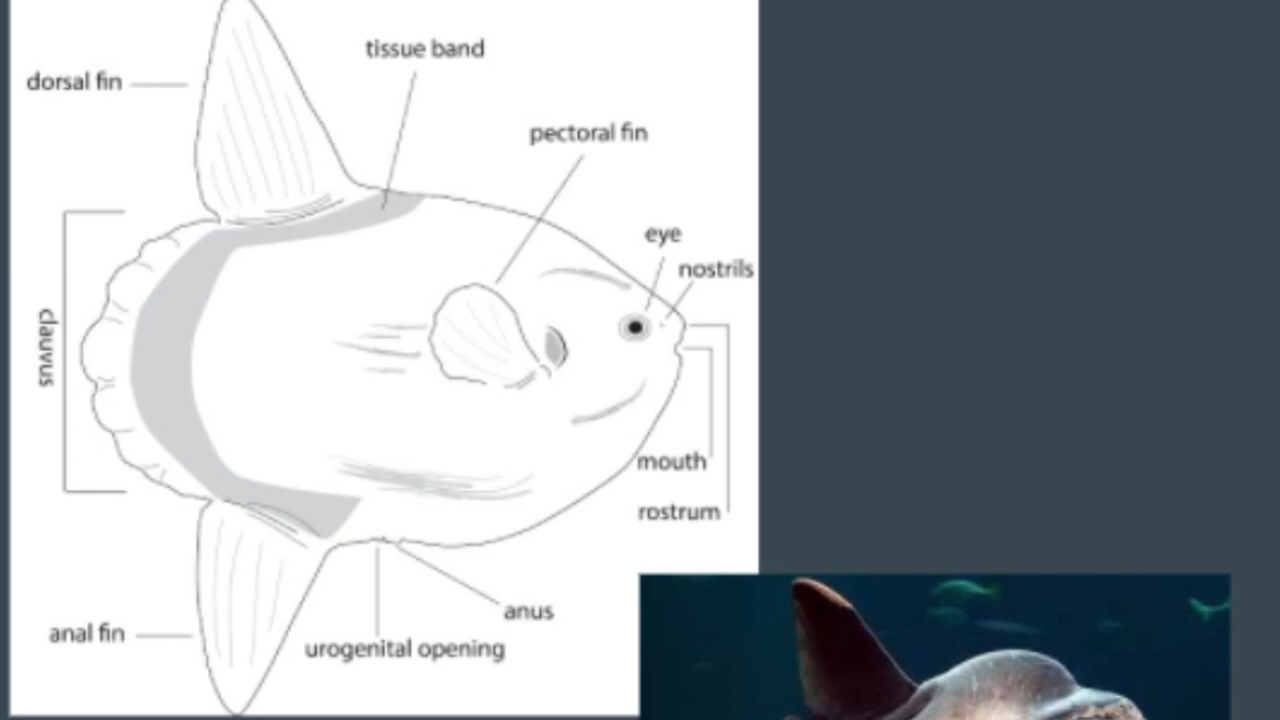 tissue band
dorsal fin
pectoral fin
eye
nostrils
clavus
mouth
rostrum
anus
anal fin
urogenital opening